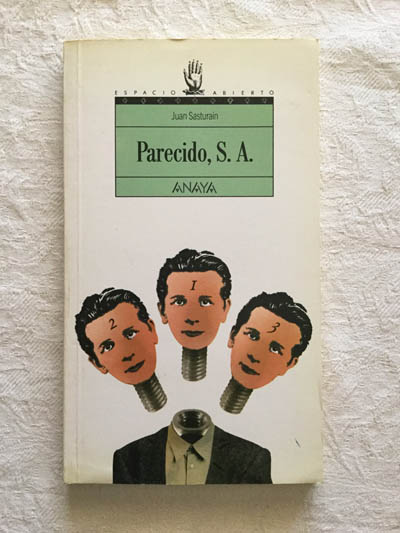 ESPACIO ABIERTO
Juan Sasturain
Parecido, S. A.
ANAYA
1
2
3